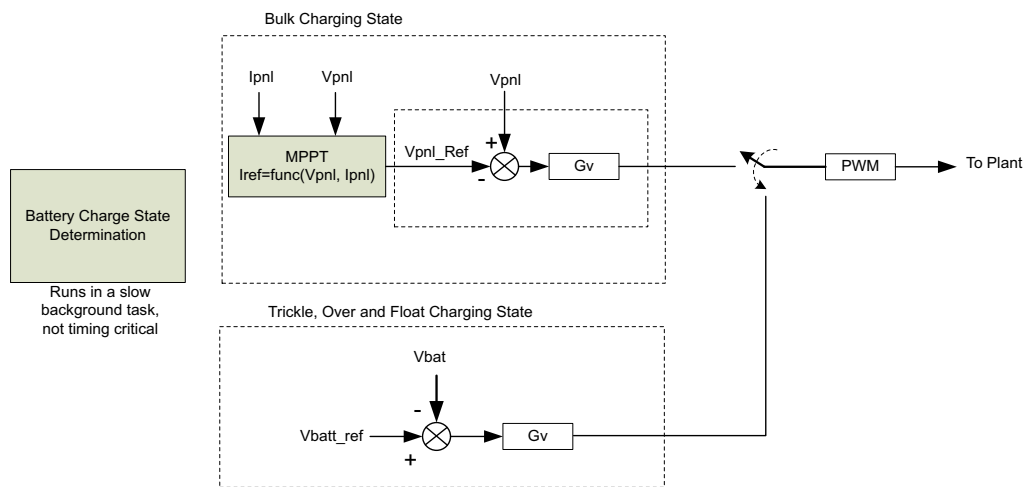 Bulk Charging State
Ipnl
Vpnl
Vpnl
MPPT
Iref=func(Vpnl, Ipnl)
Vpnl_Ref
+
-
Gv
PWM
To Plant
Battery Charge State
Determination
Runs in a slow
background task,
not timing critical
Trickle, Over and Float Charging State
Vbat
-
Vbatt_ref
+
Gv